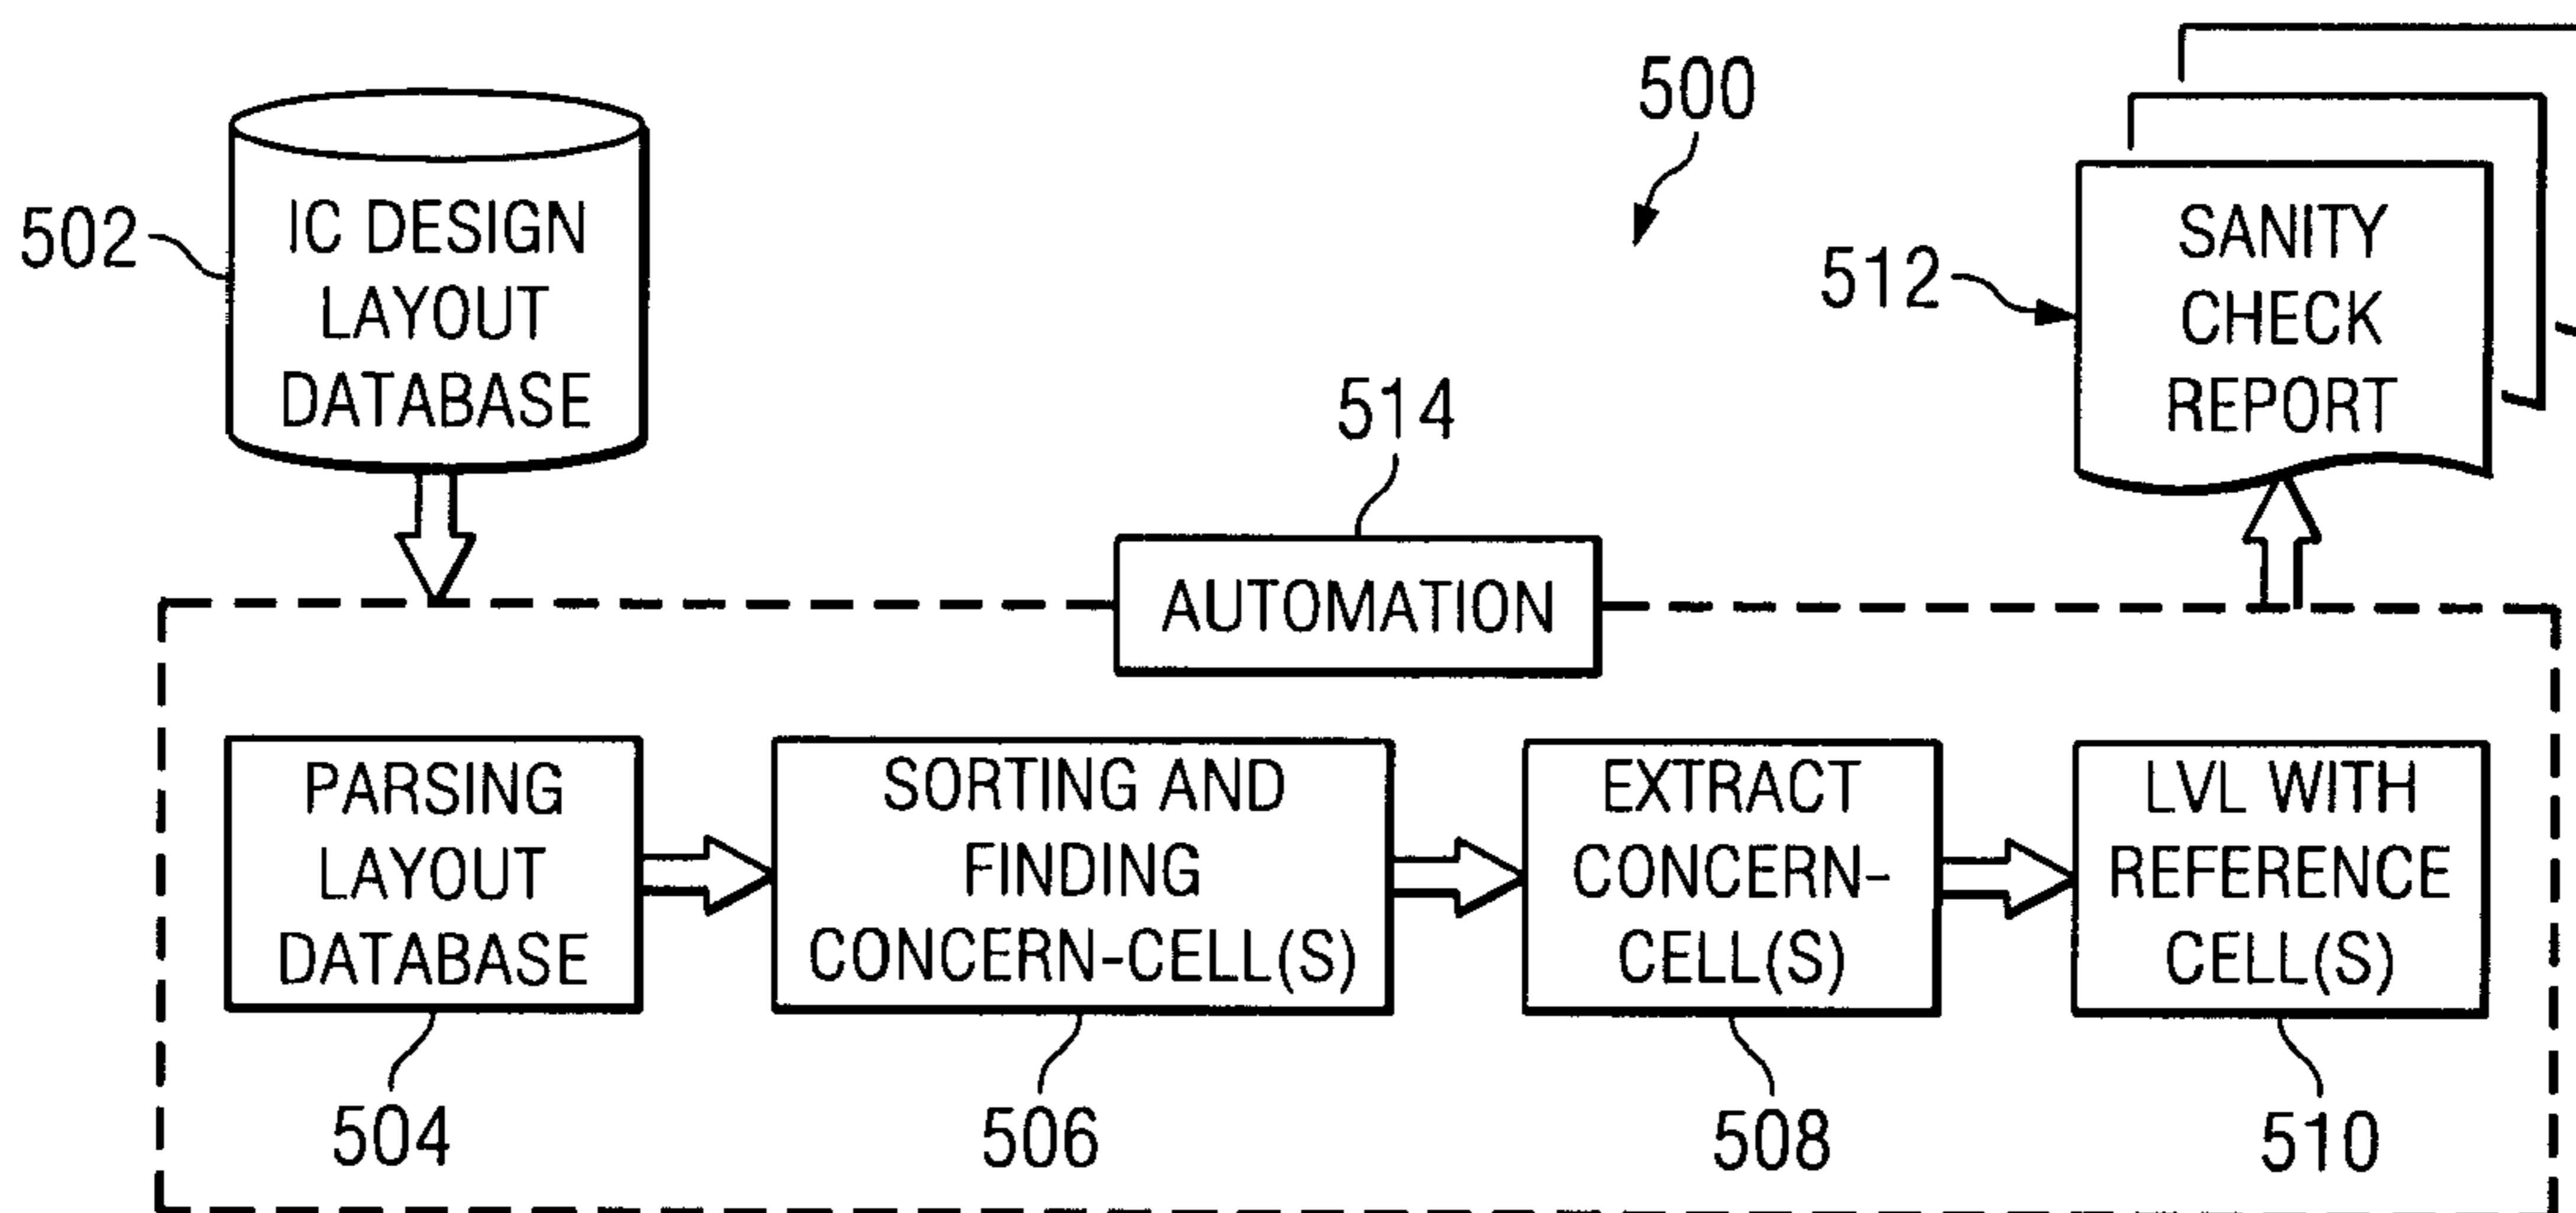 500
502
IC DESIGN
LAYOUT
DATABASE
512
SANITY
CHECK
REPORT
514
AUTOMATION
PARSING
LAYOUT
DATABASE
SORTING AND
FINDING
CONCERN-CELL(S)
EXTRACT
CONCERN-
CELL(S)
LVL WITH
REFERENCE
CELL(S)
504
506
508
510